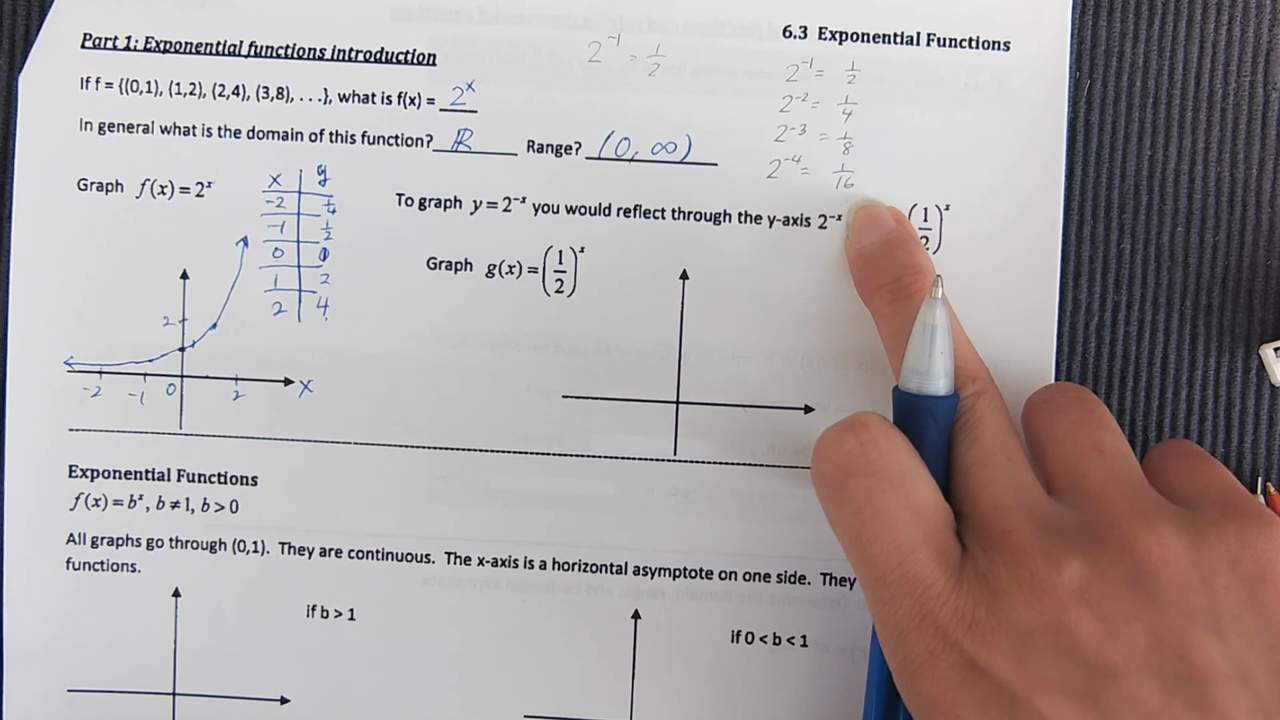 6.3 Exponential Functions
Part 1: Exponential functions introduction
2⁻¹ = 1/2
2⁻¹ = 1/2
2⁻² = 1/4
2⁻³ = 1/8
2⁻⁴ = 1/16
If f = {(0,1), (1,2), (2,4), (3,8), . . .}, what is f(x) = 2ˣ
In general what is the domain of this function? ℝ Range? (0, ∞)
Graph f(x) = 2ˣ
x | y
-2 | 1/4
-1 | 1/2
0 |
1 | 2
2 | 4
2
-2 -1 0 2 x
To graph y = 2⁻ˣ you would reflect through the y-axis 2⁻ˣ (1/2)ˣ
Graph g(x) = (1/2)ˣ
Exponential Functions
f(x) = bˣ, b ≠ 1, b > 0
All graphs go through (0,1). They are continuous. The x-axis is a horizontal asymptote on one side. They
functions.
if b > 1
if 0 < b < 1